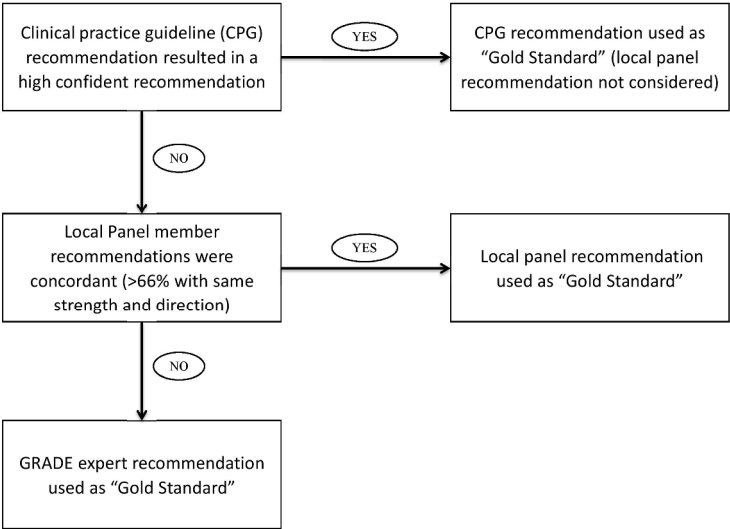 Clinical practice guideline (CPG)
recommendation resulted in a
high confident recommendation
YES
CPG recommendation used as
“Gold Standard” (local panel
recommendation not considered)
NO
Local Panel member
recommendations were
concordant (>66% with same
strength and direction)
YES
Local panel recommendation
used as “Gold Standard”
NO
GRADE expert recommendation
used as “Gold Standard”